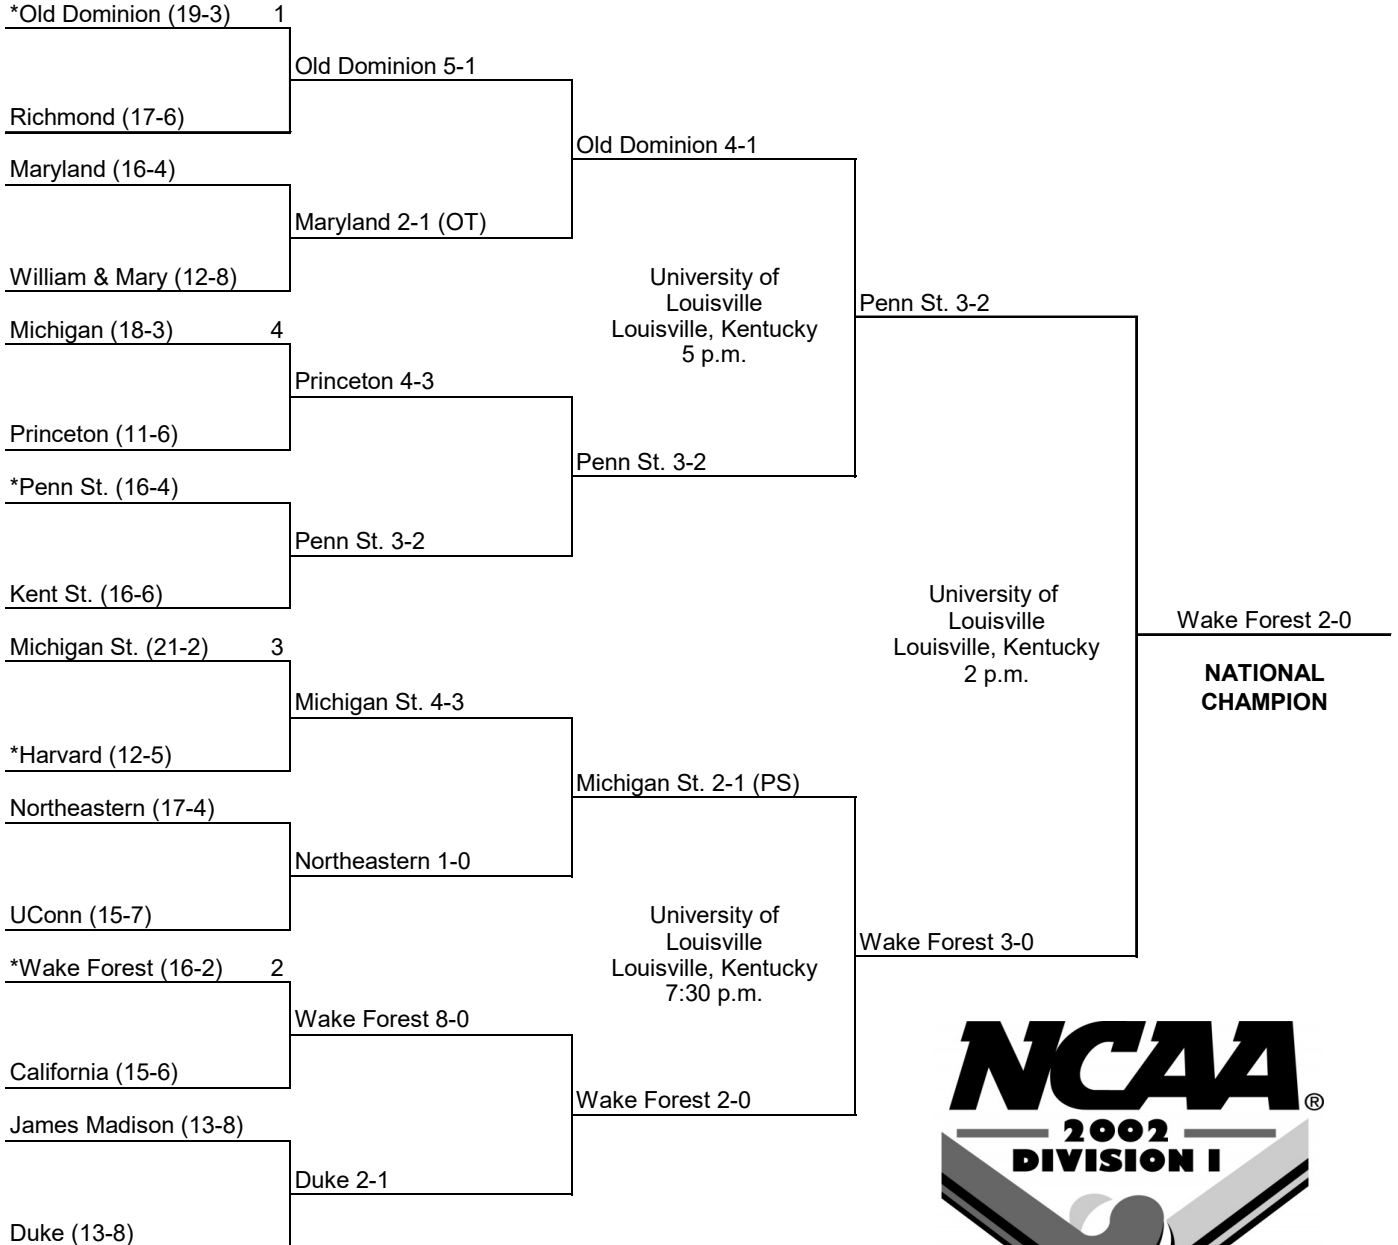 *Old Dominion (19-3) 1
Old Dominion 5-1
Richmond (17-6)
Old Dominion 4-1
Maryland (16-4)
Maryland 2-1 (OT)
William & Mary (12-8)
University of
Louisville
Louisville, Kentucky
5 p.m.
Penn St. 3-2
Michigan (18-3) 4
Princeton 4-3
Princeton (11-6)
Penn St. 3-2
*Penn St. (16-4)
Penn St. 3-2
Kent St. (16-6)
University of
Louisville
Louisville, Kentucky
2 p.m.
Wake Forest 2-0
NATIONAL
CHAMPION
Michigan St. (21-2) 3
Michigan St. 4-3
*Harvard (12-5)
Michigan St. 2-1 (PS)
Northeastern (17-4)
Northeastern 1-0
UConn (15-7)
University of
Louisville
Louisville, Kentucky
7:30 p.m.
Wake Forest 3-0
*Wake Forest (16-2) 2
Wake Forest 8-0
California (15-6)
Wake Forest 2-0
James Madison (13-8)
Duke 2-1
Duke (13-8)
NCAA®
2002
DIVISION I